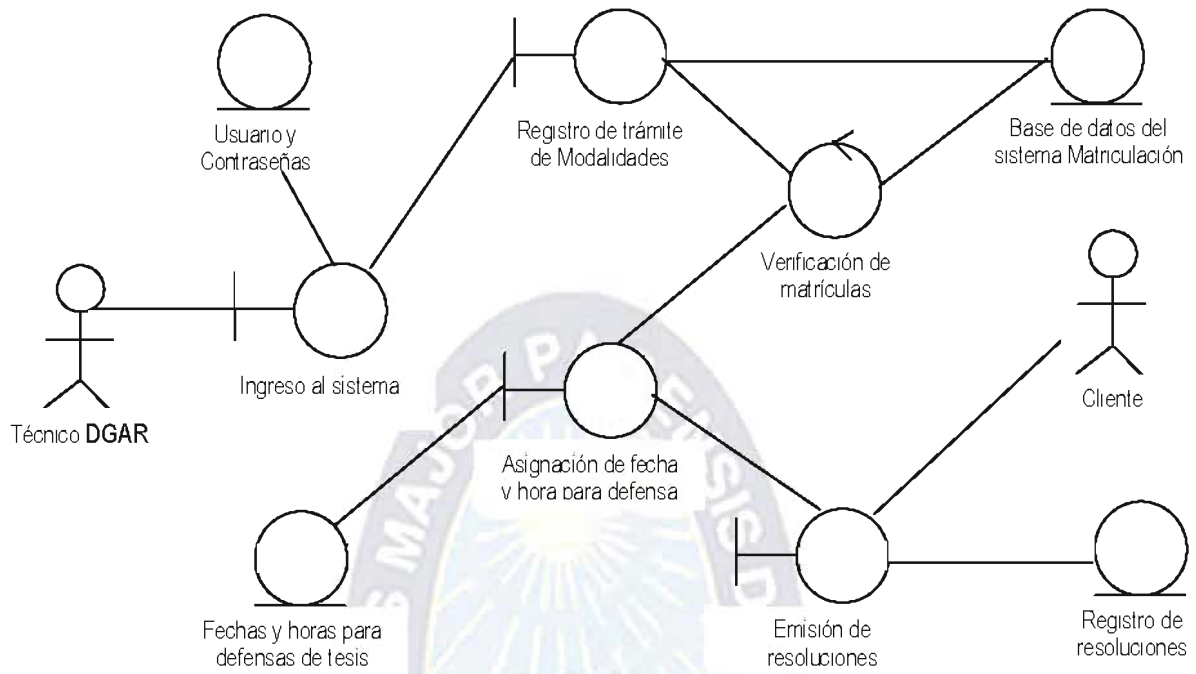 Usuario y
Contraseñas
Registro de trámite
de Modalidades
Base de datos del
sistema Matriculación
Verificación de
matrículas
Ingreso al sistema
Técnico DGAR
Cliente
Asignación de fecha
y hora para defensa
Fechas y horas para
defensas de tesis
Emisión de
resoluciones
Registro de
resoluciones
MAJOR